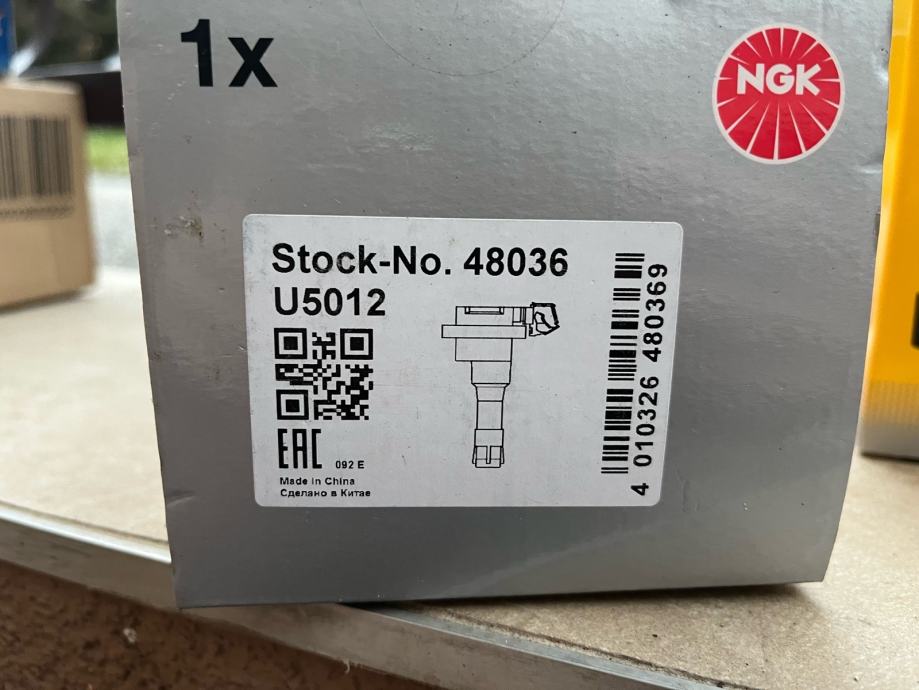 1x
NGK
Stock-No. 48036
U5012
EAC
092 E
Made in China
Сделано в Китае
4 010326 480369